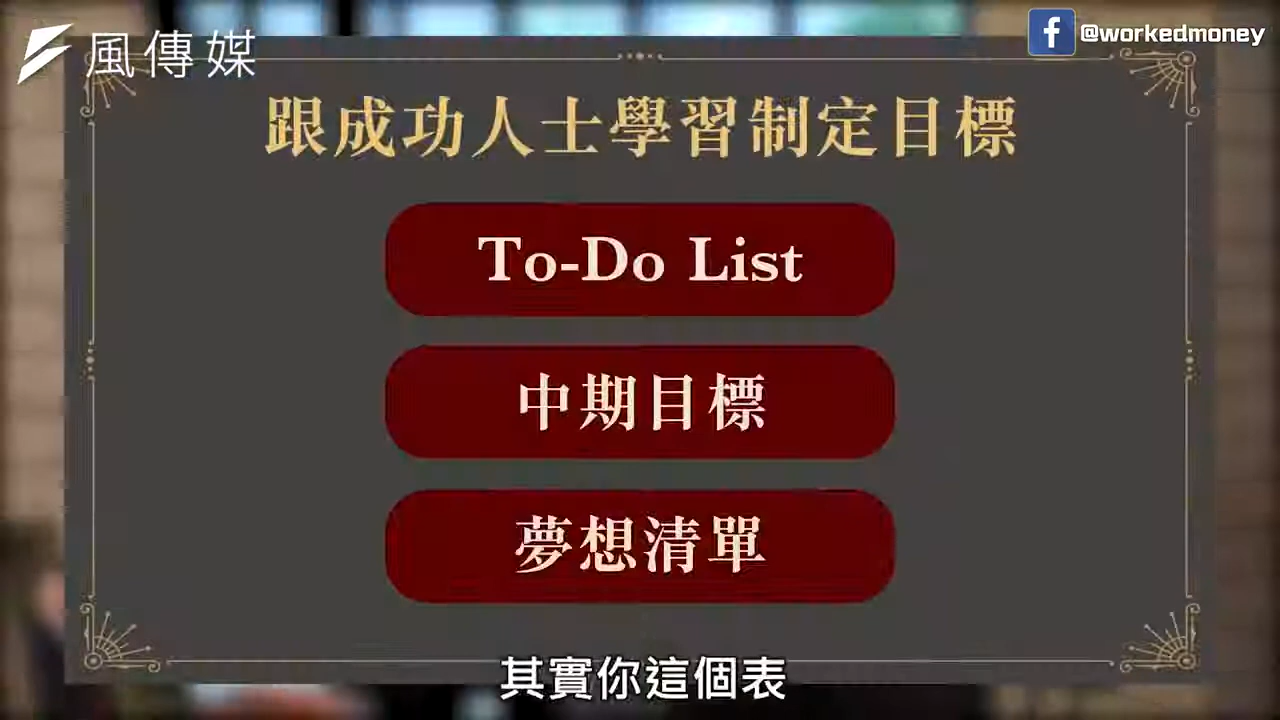 風傳媒
@workedmoney
跟成功人士學習制定目標
To-Do List
中期目標
夢想清單
其實你這個表